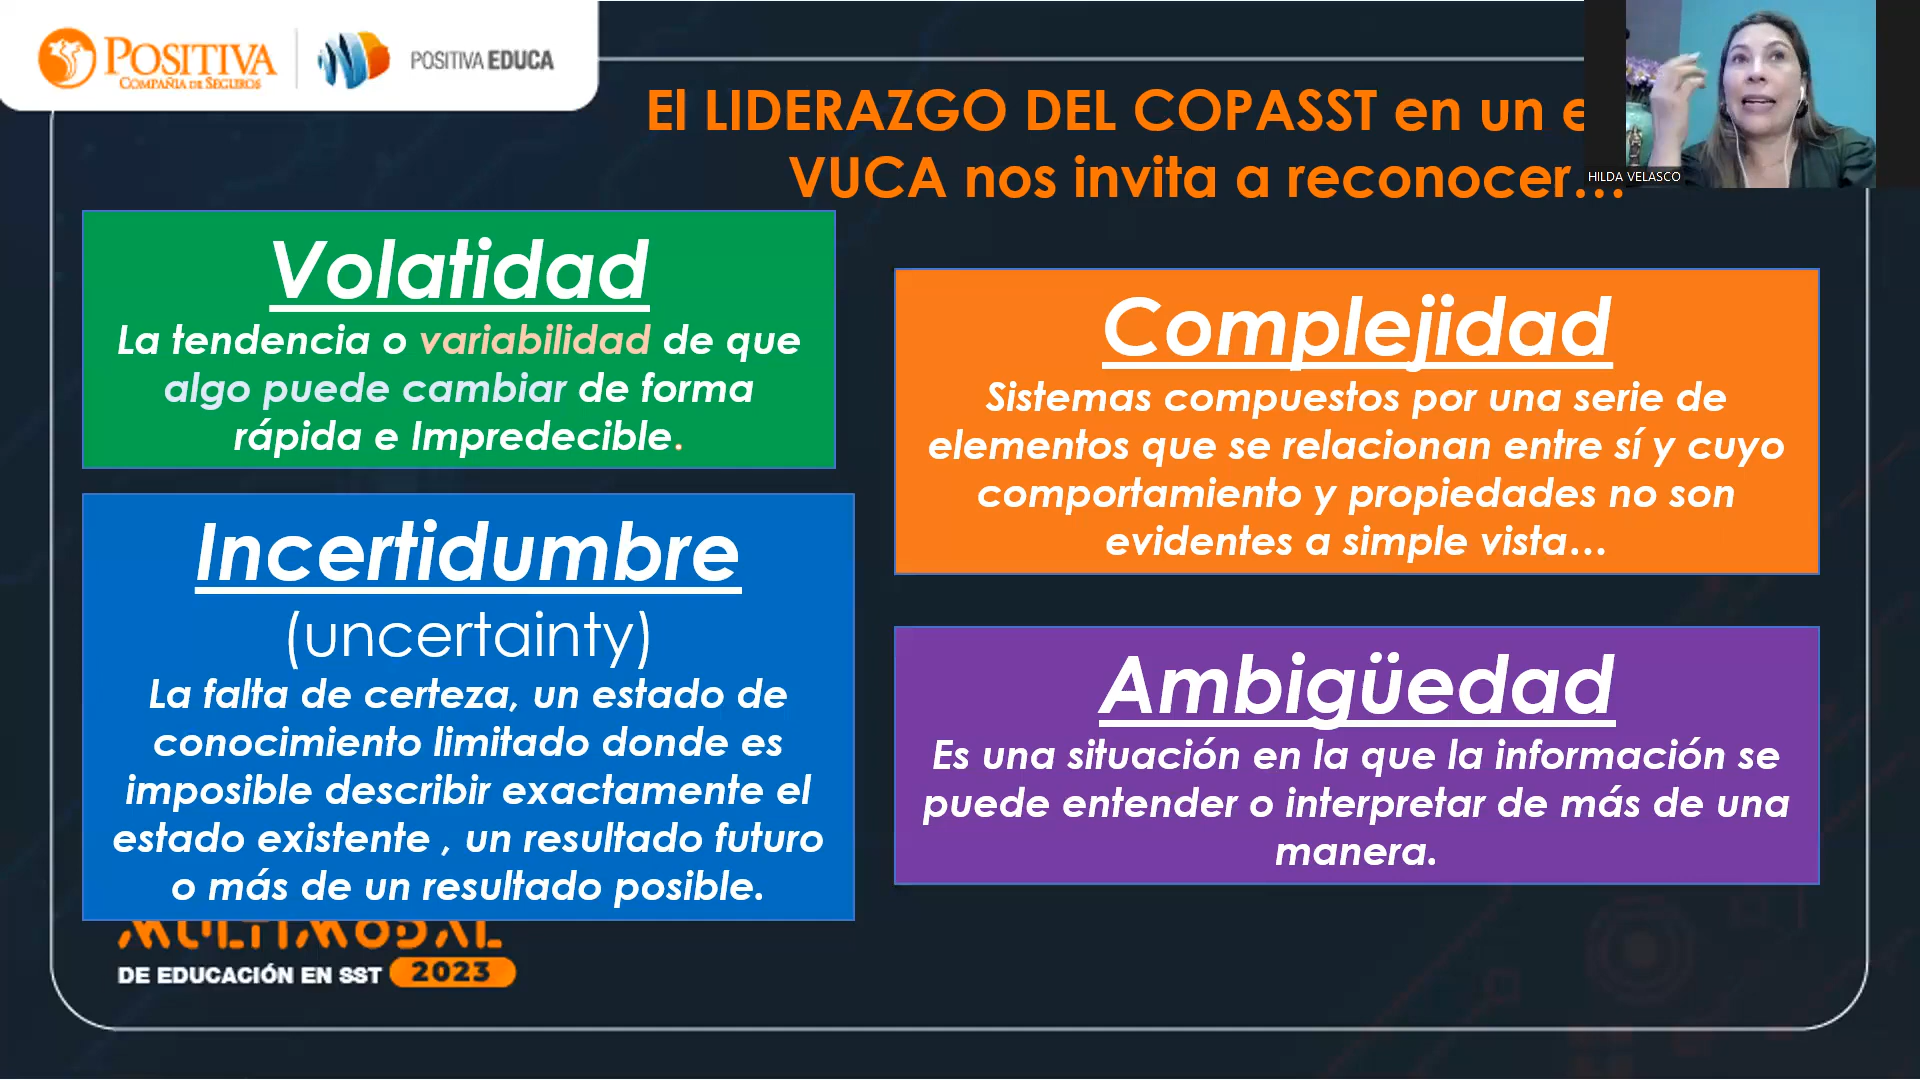 POSITIVA
COMPAÑIA DE SEGUROS
POSITIVA EDUCA
El LIDERAZGO DEL COPASST en un e
VUCA nos invita a reconocer...
HILDA VELASCO
Volatidad
La tendencia o variabilidad de que
algo puede cambiar de forma
rápida e Impredecible.
Incertidumbre
(uncertainty)
La falta de certeza, un estado de
conocimiento limitado donde es
imposible describir exactamente el
estado existente , un resultado futuro
o más de un resultado posible.
Complejidad
Sistemas compuestos por una serie de
elementos que se relacionan entre sí y cuyo
comportamiento y propiedades no son
evidentes a simple vista...
Ambigüedad
Es una situación en la que la información se
puede entender o interpretar de más de una
manera.
MULTIMODAL
DE EDUCACIÓN EN SST 2023